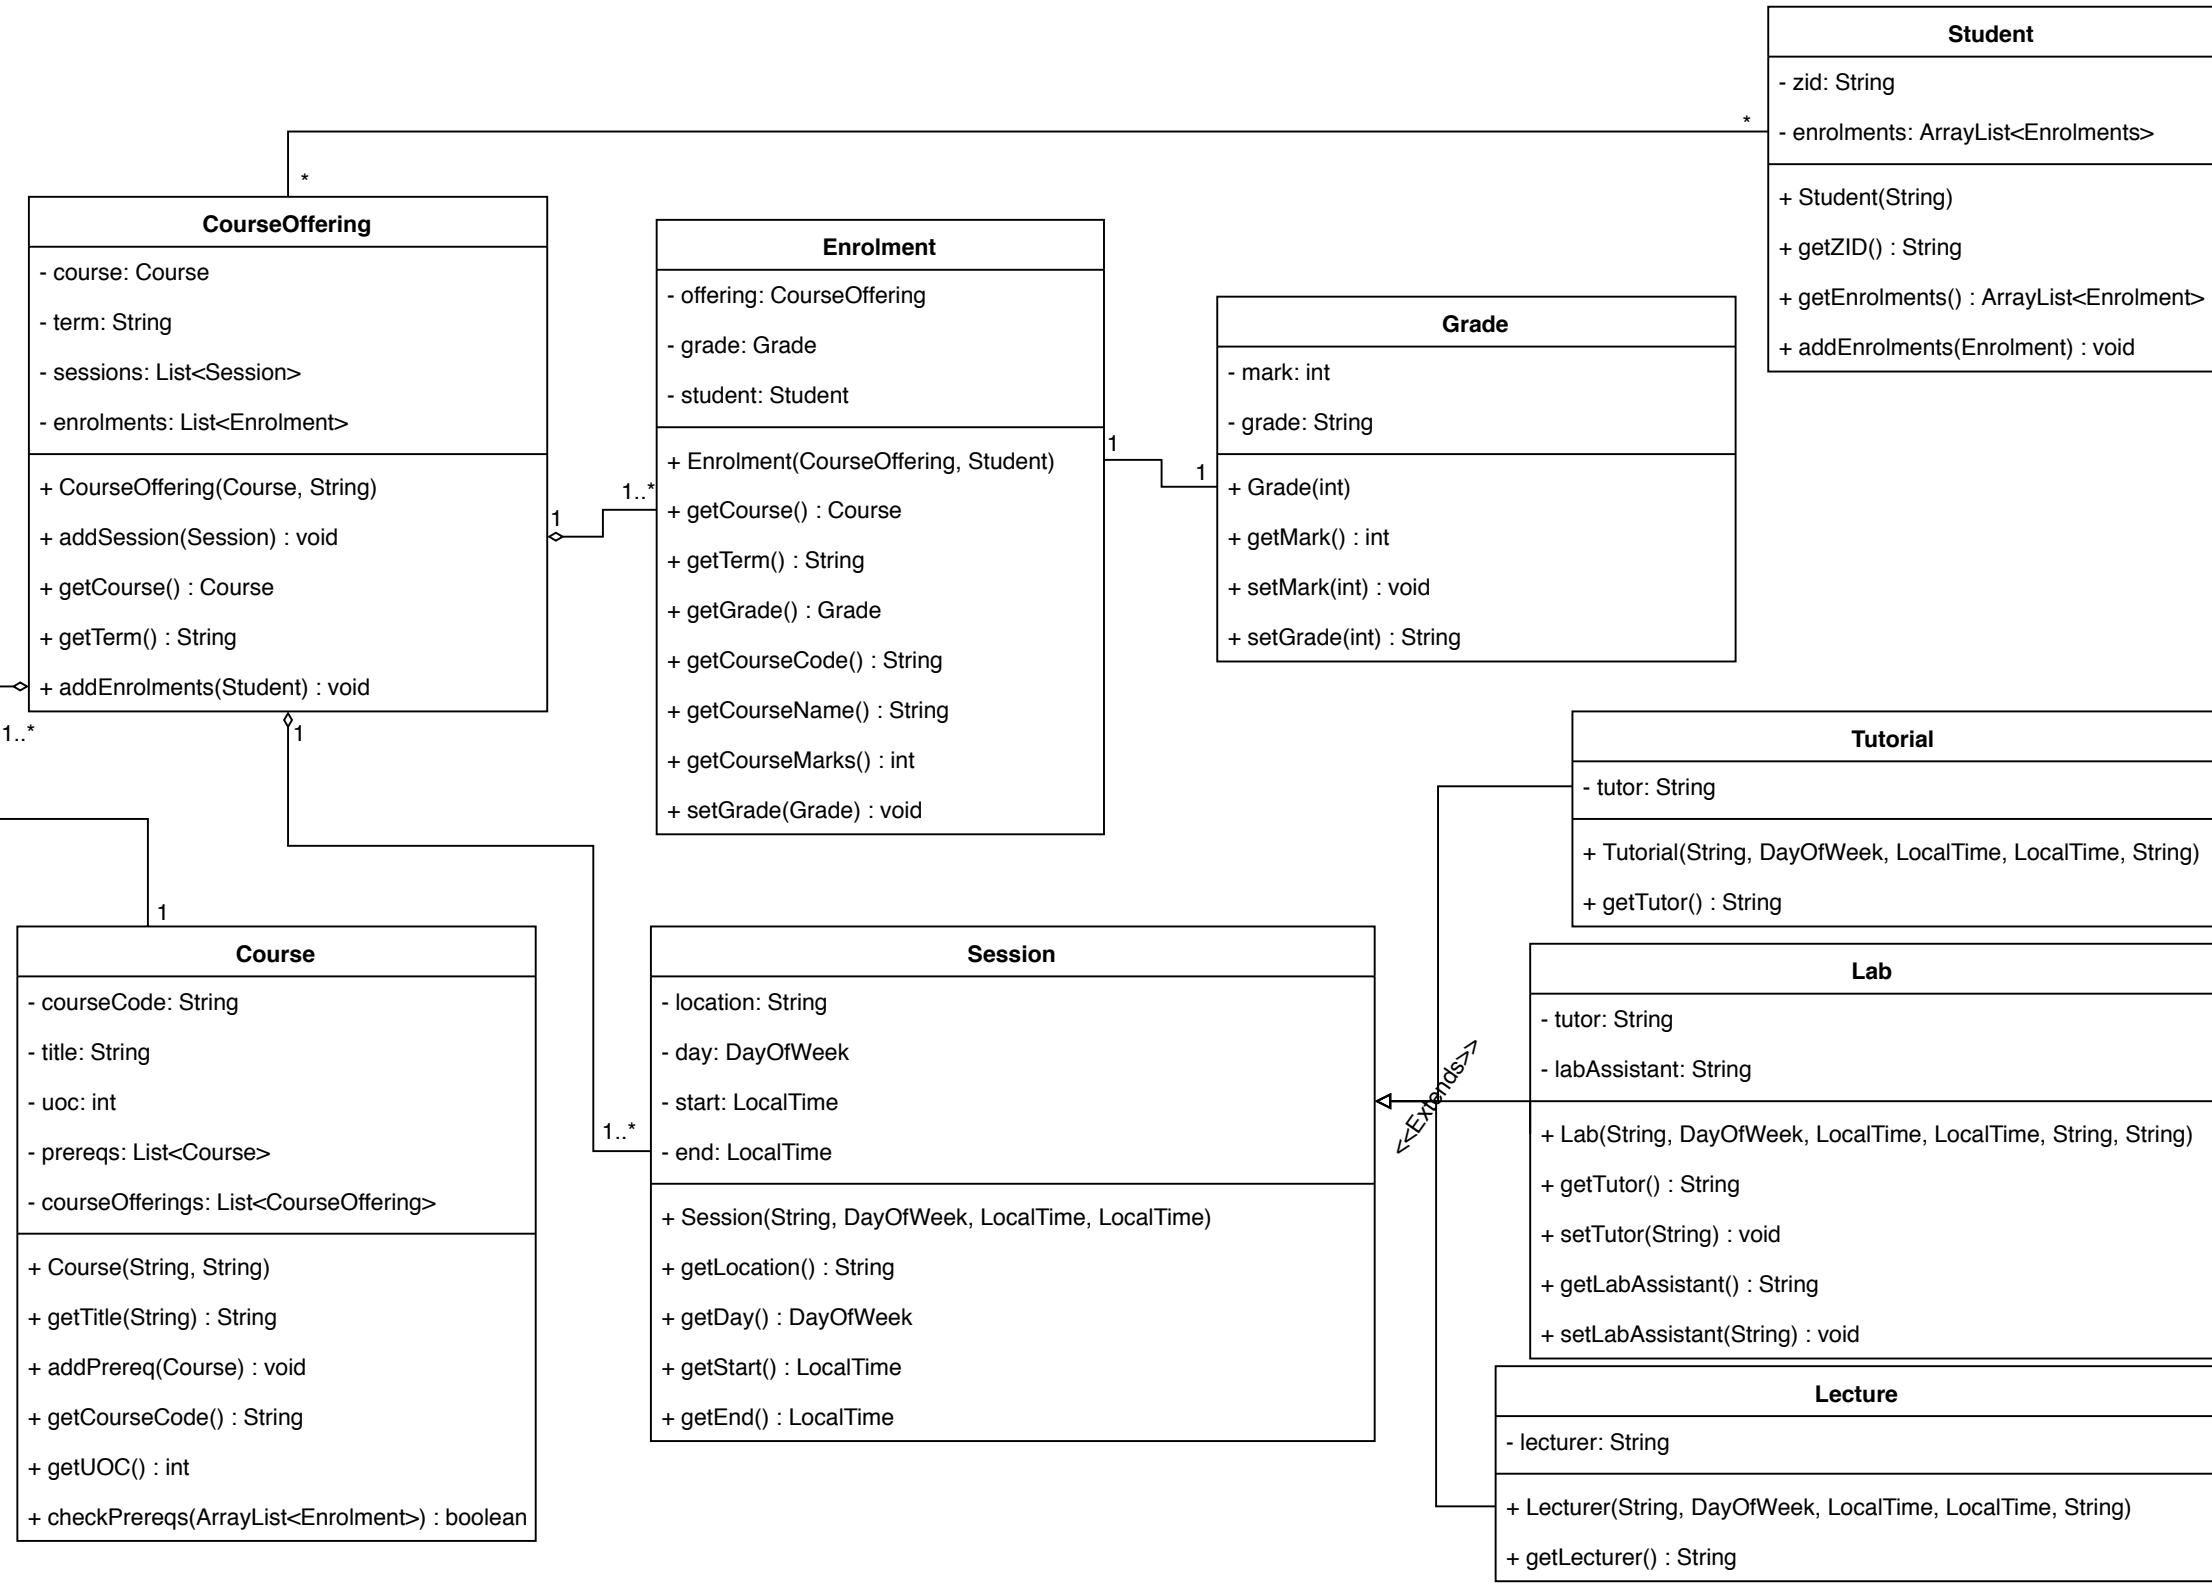 Student
- zid: String
- enrolments: ArrayList<Enrolments>
+ Student(String)
+ getZID() : String
+ getEnrolments() : ArrayList<Enrolment>
+ addEnrolments(Enrolment) : void
*
*
CourseOffering
- course: Course
- term: String
- sessions: List<Session>
- enrolments: List<Enrolment>
+ CourseOffering(Course, String)
+ addSession(Session) : void
+ getCourse() : Course
+ getTerm() : String
+ addEnrolments(Student) : void
1..*
1
1
1..*
Enrolment
- offering: CourseOffering
- grade: Grade
- student: Student
+ Enrolment(CourseOffering, Student)
+ getCourse() : Course
+ getTerm() : String
+ getGrade() : Grade
+ getCourseCode() : String
+ getCourseName() : String
+ getCourseMarks() : int
+ setGrade(Grade) : void
1
1
Grade
- mark: int
- grade: String
+ Grade(int)
+ getMark() : int
+ setMark(int) : void
+ setGrade(int) : String
Tutorial
- tutor: String
+ Tutorial(String, DayOfWeek, LocalTime, LocalTime, String)
+ getTutor() : String
1
Course
- courseCode: String
- title: String
- uoc: int
- prereqs: List<Course>
- courseOfferings: List<CourseOffering>
+ Course(String, String)
+ getTitle(String) : String
+ addPrereq(Course) : void
+ getCourseCode() : String
+ getUOC() : int
+ checkPrereqs(ArrayList<Enrolment>) : boolean
1..*
Session
- location: String
- day: DayOfWeek
- start: LocalTime
- end: LocalTime
+ Session(String, DayOfWeek, LocalTime, LocalTime)
+ getLocation() : String
+ getDay() : DayOfWeek
+ getStart() : LocalTime
+ getEnd() : LocalTime
<<Extends>>
Lab
- tutor: String
- labAssistant: String
+ Lab(String, DayOfWeek, LocalTime, LocalTime, String, String)
+ getTutor() : String
+ setTutor(String) : void
+ getLabAssistant() : String
+ setLabAssistant(String) : void
Lecture
- lecturer: String
+ Lecturer(String, DayOfWeek, LocalTime, LocalTime, String)
+ getLecturer() : String